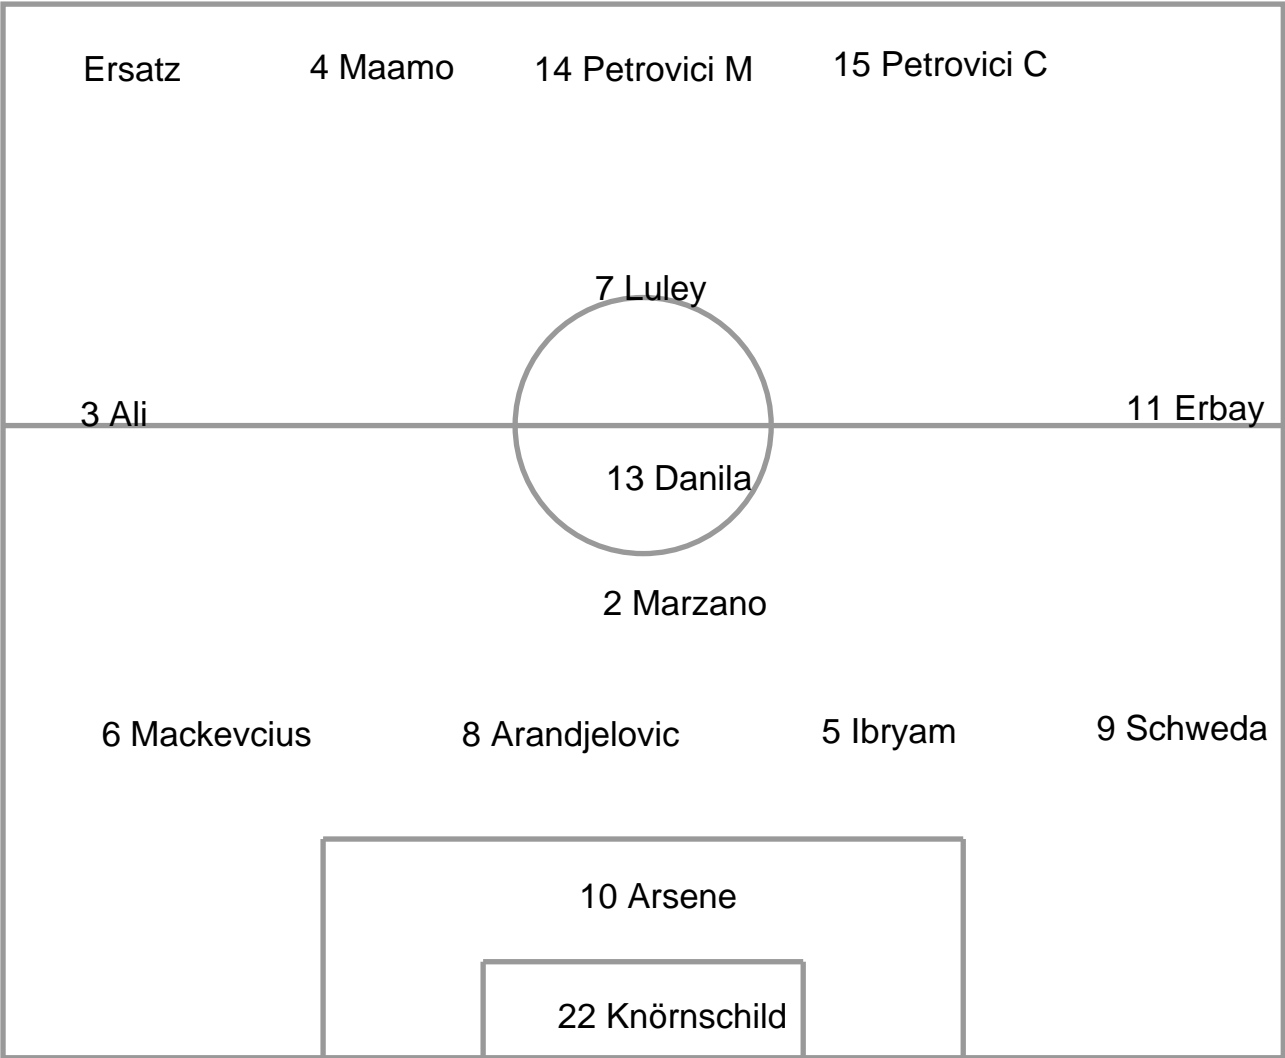 Ersatz 4 Maamo 14 Petrovici M 15 Petrovici C
7 Luley
3 Ali 11 Erbay
13 Danila
2 Marzano
6 Mackevcius 8 Arandjelovic 5 Ibryam 9 Schweda
10 Arsene
22 Knörnschild